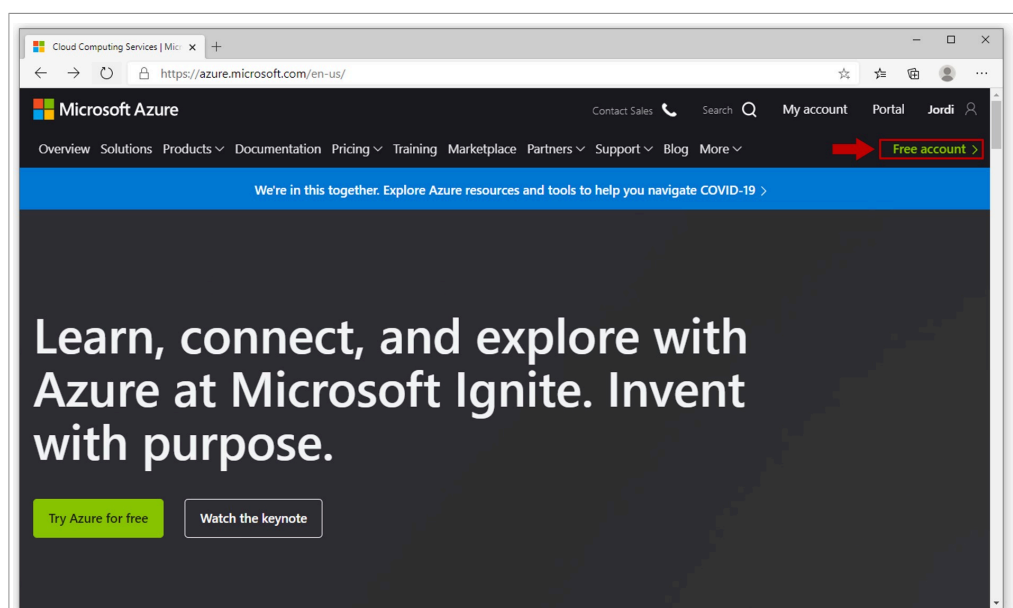 Cloud Computing Services | Mic
https://azure.microsoft.com/en-us/
Microsoft Azure
Contact Sales
Search
My account
Portal
Jordi
Overview
Solutions
Products
Documentation
Pricing
Training
Marketplace
Partners
Support
Blog
More
Free account >
We're in this together. Explore Azure resources and tools to help you navigate COVID-19 >
Learn, connect, and explore with
Azure at Microsoft Ignite. Invent
with purpose.
Try Azure for free
Watch the keynote